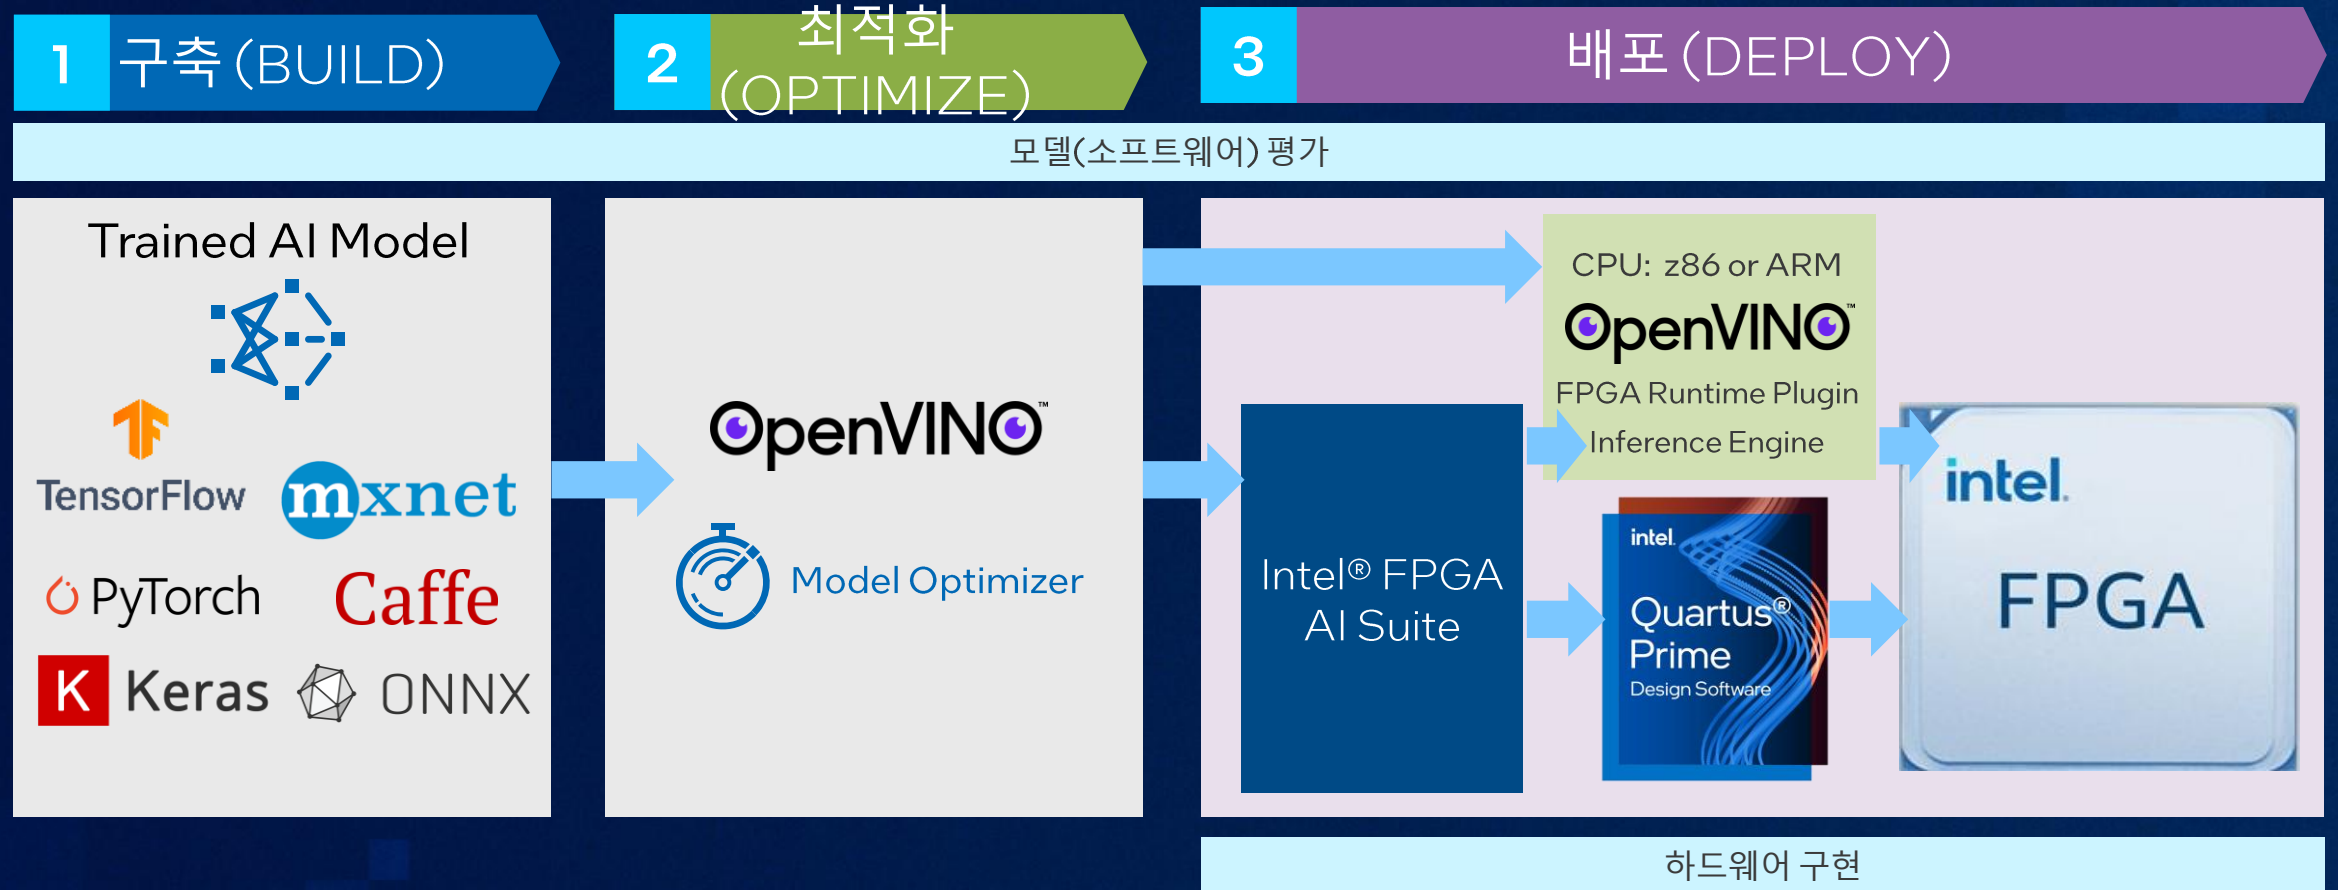 1 구축 (BUILD)
2 최적화
(OPTIMIZE)
3 배포 (DEPLOY)
모델(소프트웨어) 평가
Trained AI Model
TensorFlow
mxnet
PyTorch
Caffe
K Keras
ONNX
OpenVINO™
Model Optimizer
Intel® FPGA
AI Suite
CPU: z86 or ARM
OpenVINO™
FPGA Runtime Plugin
Inference Engine
intel.
Quartus®
Prime
Design Software
intel.
FPGA
하드웨어 구현